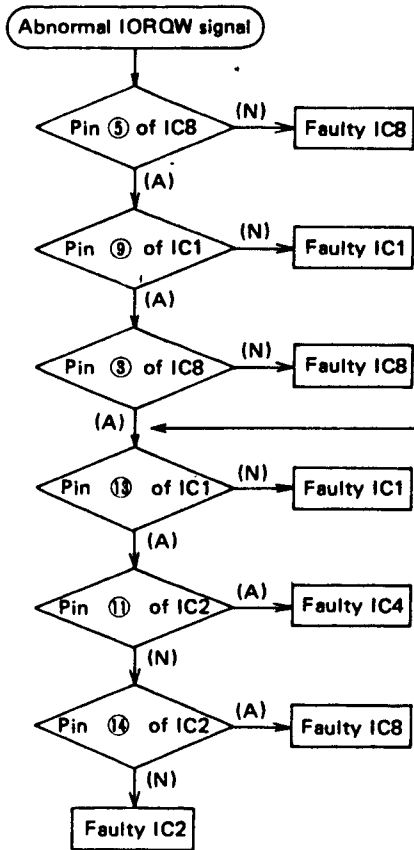 Abnormal IORQW signal
Pin ⑤ of IC8
(N)
Faulty IC8
(A)
Pin ⑨ of IC1
(N)
Faulty IC1
(A)
Pin ③ of IC8
(N)
Faulty IC8
(A)
Pin ⑬ of IC1
(N)
Faulty IC1
(A)
Pin ⑪ of IC2
(A)
Faulty IC4
(N)
Pin ⑭ of IC2
(A)
Faulty IC8
(N)
Faulty IC2